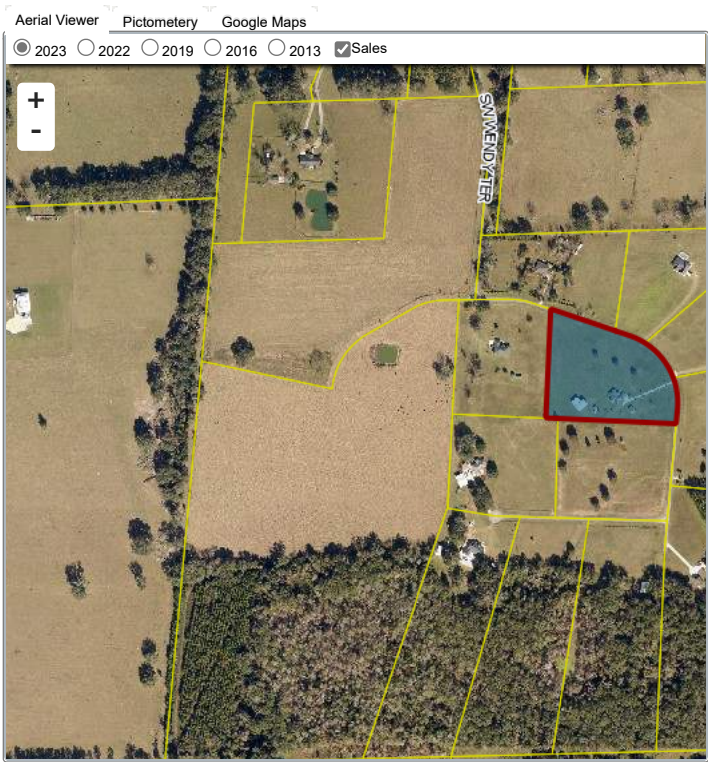 Aerial Viewer Pictometery Google Maps
2023 2022 2019 2016 2013 Sales
+
-
SW WENDY TER